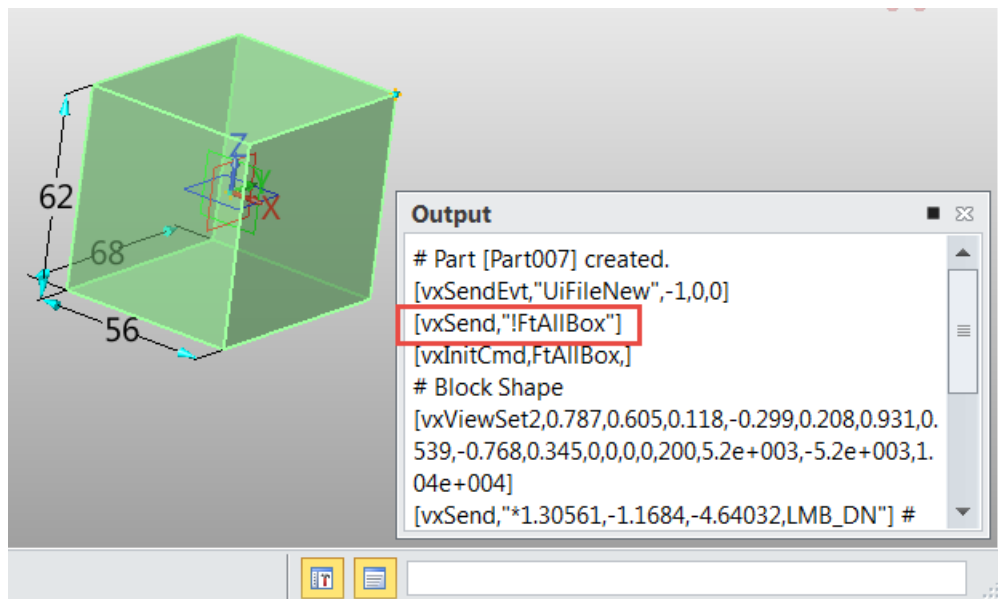 Z
Y
X
62
68
56
Output
# Part [Part007] created.
[vxSendEvt,"UiFileNew",-1,0,0]
[vxSend,"!FtAllBox"]
[vxInitCmd,FtAllBox,]
# Block Shape
[vxViewSet2,0.787,0.605,0.118,-0.299,0.208,0.931,0.
539,-0.768,0.345,0,0,0,0,200,5.2e+003,-5.2e+003,1.
04e+004]
[vxSend,"*1.30561,-1.1684,-4.64032,LMB_DN"] #